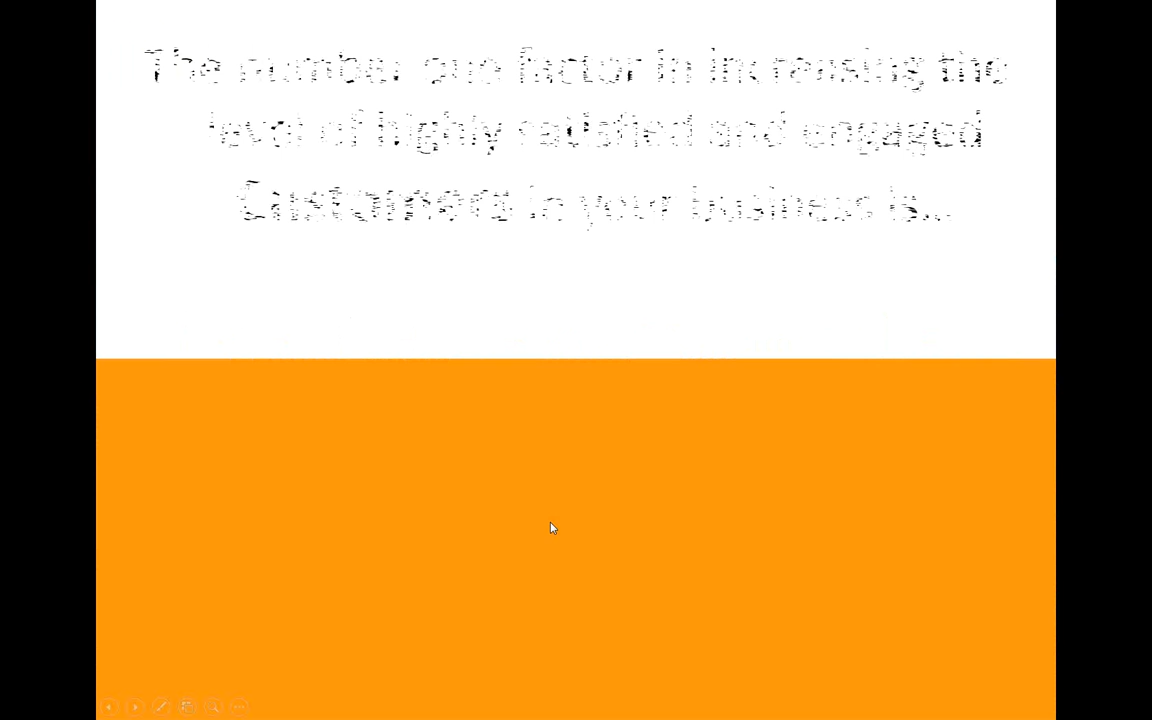 The number one factor in increasing the
level of highly satisfied and engaged
Customers in your business is...